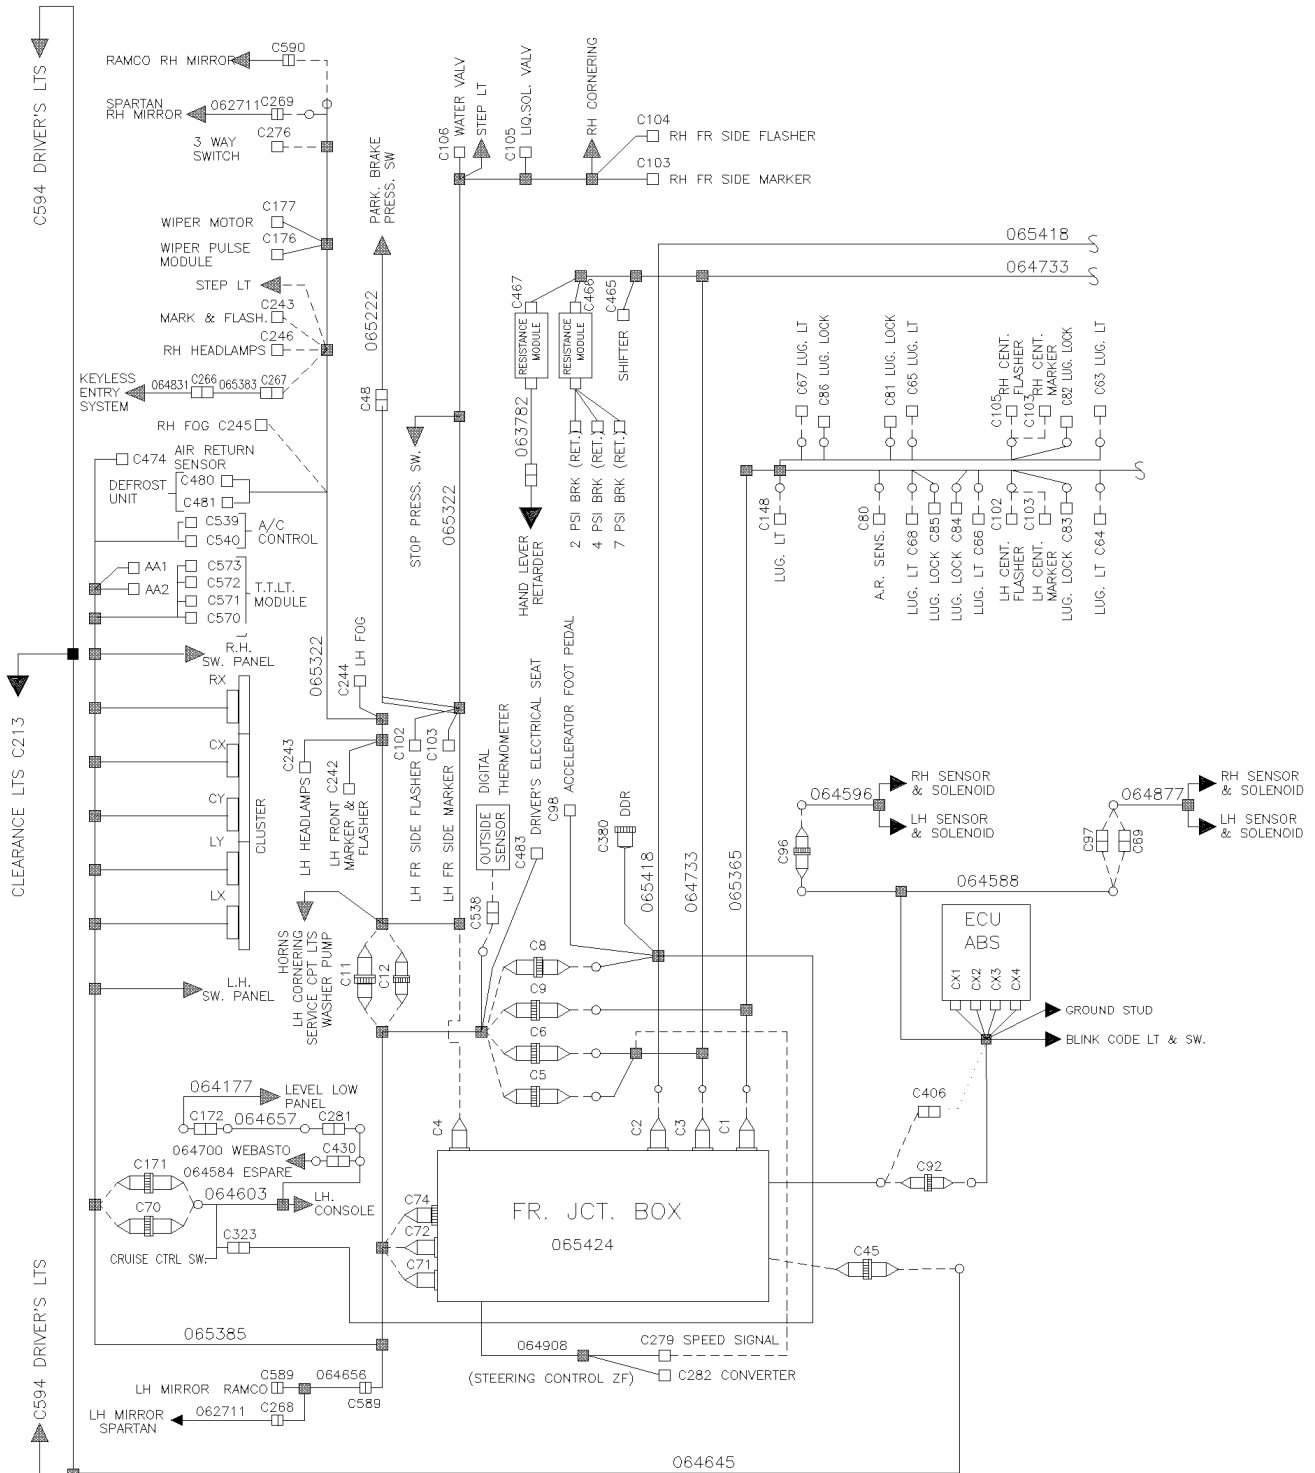 C594 DRIVER'S LTS
RAMCO RH MIRROR
C590
SPARTAN
RH MIRROR
062711
C269
C276
3 WAY
SWITCH
C177
WIPER MOTOR
C176
WIPER PULSE
MODULE
STEP LT
C243
MARK & FLASH.
C246
RH HEADLAMPS
KEYLESS
ENTRY
SYSTEM
064831
C266
065383
C267
RH FOG C245
C474
AIR RETURN
SENSOR
DEFROST
UNIT
C480
C481
C539
C540
A/C
CONTROL
AA1
AA2
C573
C572
C571
C570
T.T.LT.
MODULE
R.H.
SW. PANEL
RX
CX
CY
LY
LX
CLUSTER
L.H.
SW. PANEL
CLEARANCE LTS C213
PARK. BRAKE
PRESS. SW
065222
C48
C106
WATER VALV
STEP LT
C105
LIQ.SOL. VALV
RH CORNERING
C104
RH FR SIDE FLASHER
C103
RH FR SIDE MARKER
STOP PRESS. SW.
065322
065322
C467
RESISTANCE
MODULE
C466
RESISTANCE
MODULE
C465
SHIFTER
063782
HAND LEVER
RETARDER
2 PSI BRK (RET.)
4 PSI BRK (RET.)
7 PSI BRK (RET.)
065418
064733
C67 LUG. LT
C86 LUG. LOCK
C81 LUG. LOCK
C65 LUG. LT
C105
RH CENT.
FLASHER
C103
RH CENT.
MARKER
C82 LUG. LOCK
C63 LUG. LT
C148
LUG. LT
C80
A.R. SENS.
LUG. LT C68
LUG. LOCK C85
LUG. LOCK C84
LUG. LT C66
C102
LH CENT.
FLASHER
C103
LH CENT.
MARKER
LUG. LOCK C83
LUG. LT C64
C244
LH FOG
C243
LH HEADLAMPS
C242
LH FRONT
MARKER &
FLASHER
C102
LH FR SIDE FLASHER
C103
LH FR SIDE MARKER
DIGITAL
THERMOMETER
OUTSIDE
SENSOR
C538
C483
DRIVER'S ELECTRICAL SEAT
C98
ACCELERATOR FOOT PEDAL
C380
DDR
065418
064733
065365
HORNS
LH CORNERING
SERVICE CPT LTS
WASHER PUMP
C11
C12
C8
C9
C6
C5
C96
064596
RH SENSOR
& SOLENOID
LH SENSOR
& SOLENOID
C97
C69
064877
RH SENSOR
& SOLENOID
LH SENSOR
& SOLENOID
064588
ECU
ABS
CX1
CX2
CX3
CX4
GROUND STUD
BLINK CODE LT & SW.
C406
C92
C45
064177
LEVEL LOW
PANEL
C172
064657
C281
064700 WEBASTO
C430
064584 ESPARE
C171
064603
C70
LH.
CONSOLE
C323
CRUISE CTRL SW.
C4
C2
C3
C1
C74
C72
C71
FR. JCT. BOX
065424
065385
064908
(STEERING CONTROL ZF)
C279 SPEED SIGNAL
C282 CONVERTER
LH MIRROR RAMCO
C589
064656
C589
LH MIRROR
SPARTAN
062711
C268
C594 DRIVER'S LTS
064645